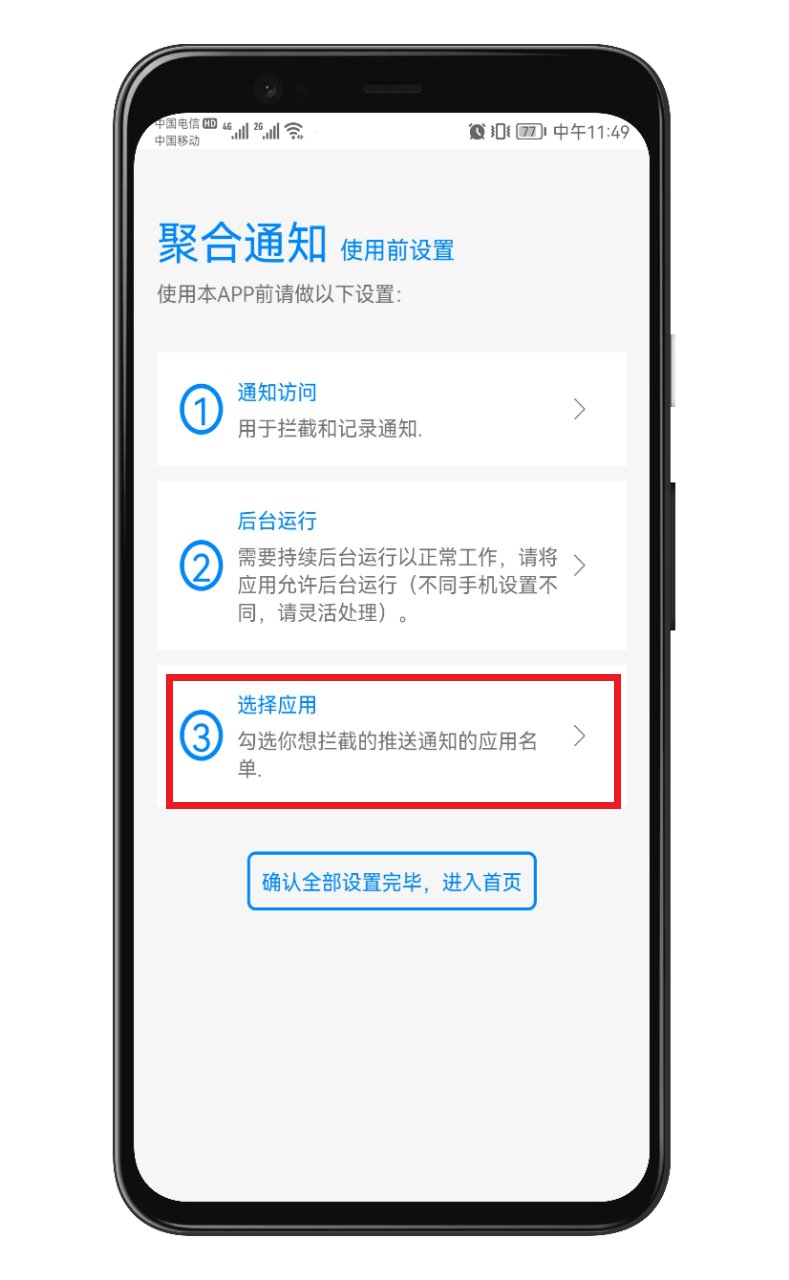 中国电信 HD 4G 2G 77 中午11:49
中国移动
聚合通知 使用前设置
使用本APP前请做以下设置:
1
通知访问
用于拦截和记录通知.
2
后台运行
需要持续后台运行以正常工作，请将
应用允许后台运行（不同手机设置不
同，请灵活处理）。
3
选择应用
勾选你想拦截的推送通知的应用名
单.
确认全部设置完毕，进入首页